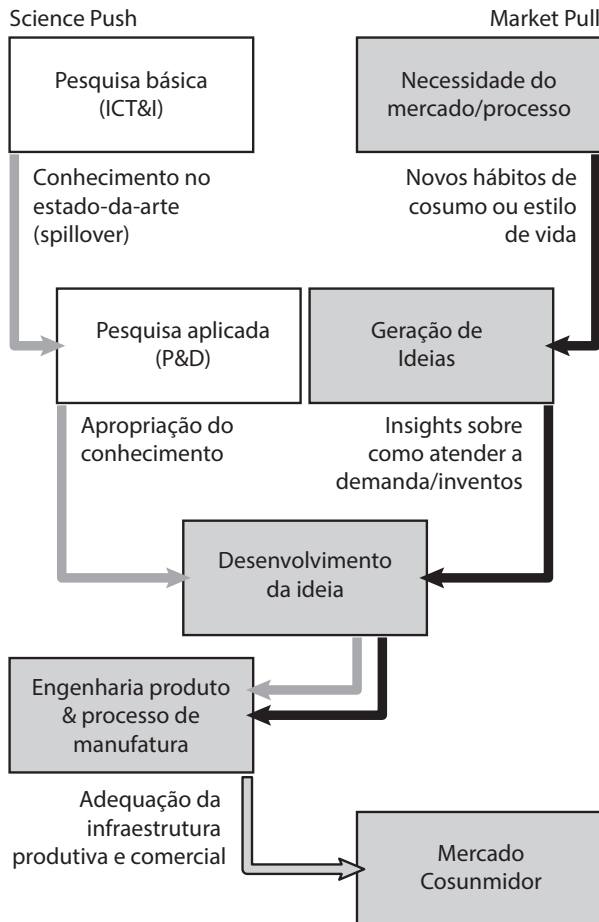 Science Push
Market Pull
Pesquisa básica
(ICT&I)
Necessidade do
mercado/processo
Conhecimento no
estado-da-arte
(spillover)
Novos hábitos de
cosumo ou estilo
de vida
Pesquisa aplicada
(P&D)
Geração de
Ideias
Apropriação do
conhecimento
Insights sobre
como atender a
demanda/inventos
Desenvolvimento
da ideia
Engenharia produto
& processo de
manufatura
Adequação da
infraestrutura
produtiva e comercial
Mercado
Cosunmidor